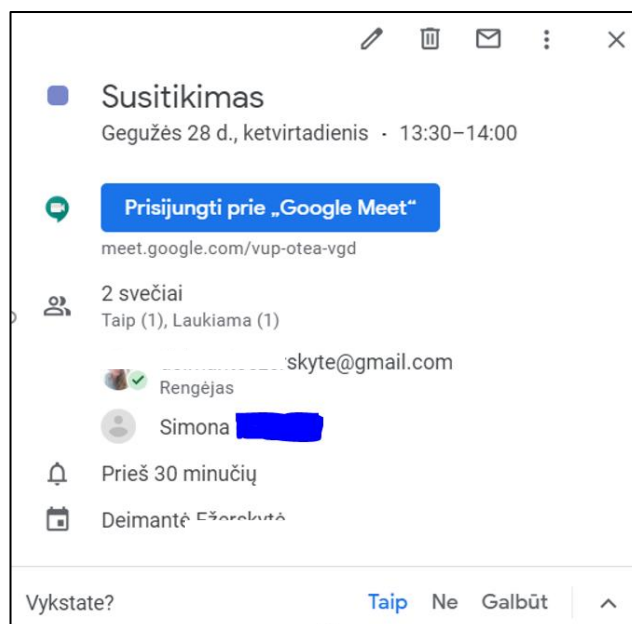 Susitikimas
Gegužės 28 d., ketvirtadienis · 13:30–14:00
Prisijungti prie „Google Meet“
meet.google.com/vup-otea-vgd
2 svečiai
Taip (1), Laukiama (1)
skyte@gmail.com
Rengėjas
Simona
Prieš 30 minučių
Deimantė
Vykstate? Taip Ne Galbūt